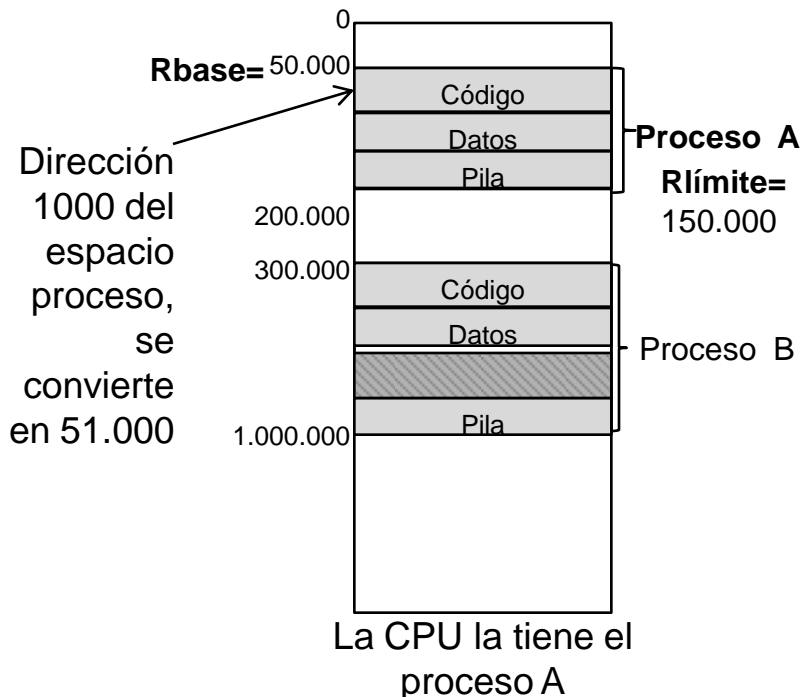 0
Rbase= 50.000
Código
Datos
Pila
Proceso A
Rlímite=
150.000
Dirección
1000 del
espacio
proceso,
se
convierte
en 51.000
200.000
300.000
Código
Datos
Pila
Proceso B
1.000.000
La CPU la tiene el
proceso A